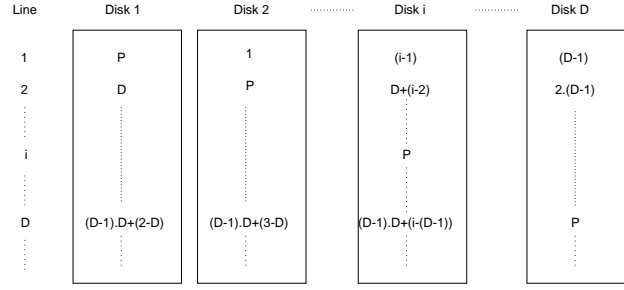 Line Disk 1 Disk 2 Disk i Disk D
1 P 1 (i-1) (D-1)
2 D P D+(i-2) 2.(D-1)
i P
D (D-1).D+(2-D) (D-1).D+(3-D) (D-1).D+(i-(D-1)) P